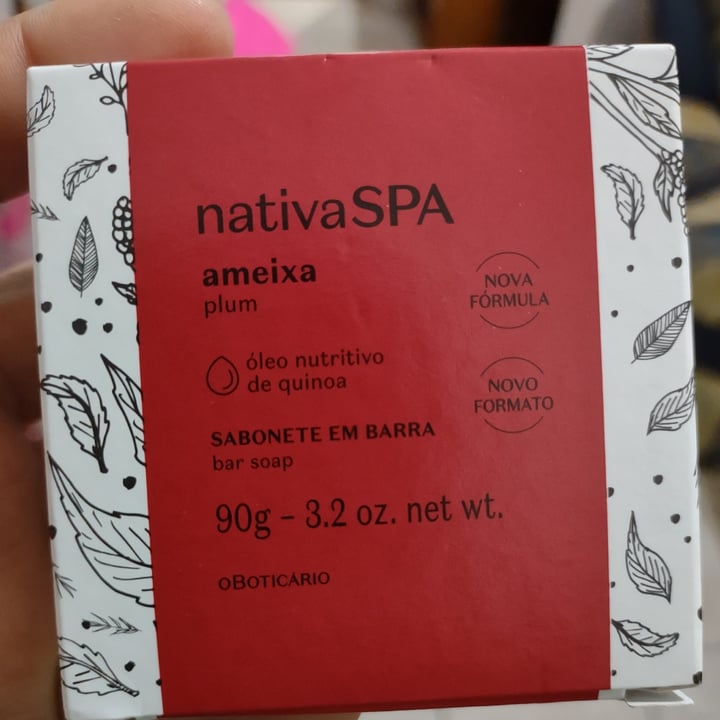 nativaSPA
ameixa
plum
NOVA
FÓRMULA
óleo nutritivo
de quinoa
NOVO
FORMATO
SABONETE EM BARRA
bar soap
90g – 3.2 oz. net wt.
oBOTICÁRIO